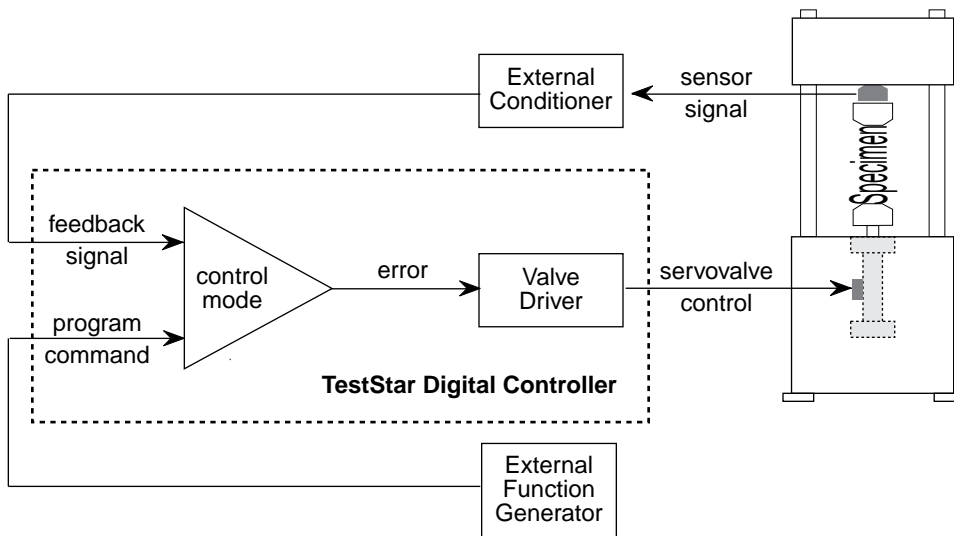 External
Conditioner
sensor
signal
Specimen
feedback
signal
control
mode
error
Valve
Driver
servovalve
control
program
command
TestStar Digital Controller
External
Function
Generator